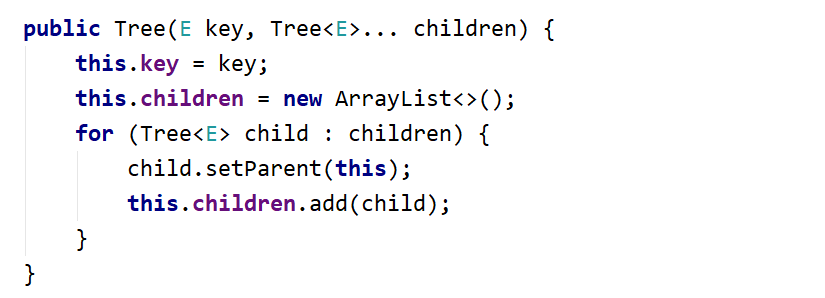 public Tree(E key, Tree<E>... children) {
    this.key = key;
    this.children = new ArrayList<>();
    for (Tree<E> child : children) {
        child.setParent(this);
        this.children.add(child);
    }
}